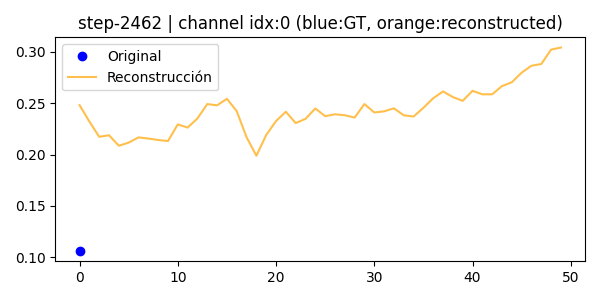 step-2462 | channel idx:0 (blue:GT, orange:reconstructed)
Original
Reconstrucción
0.30
0.25
0.20
0.15
0.10
0 10 20 30 40 50